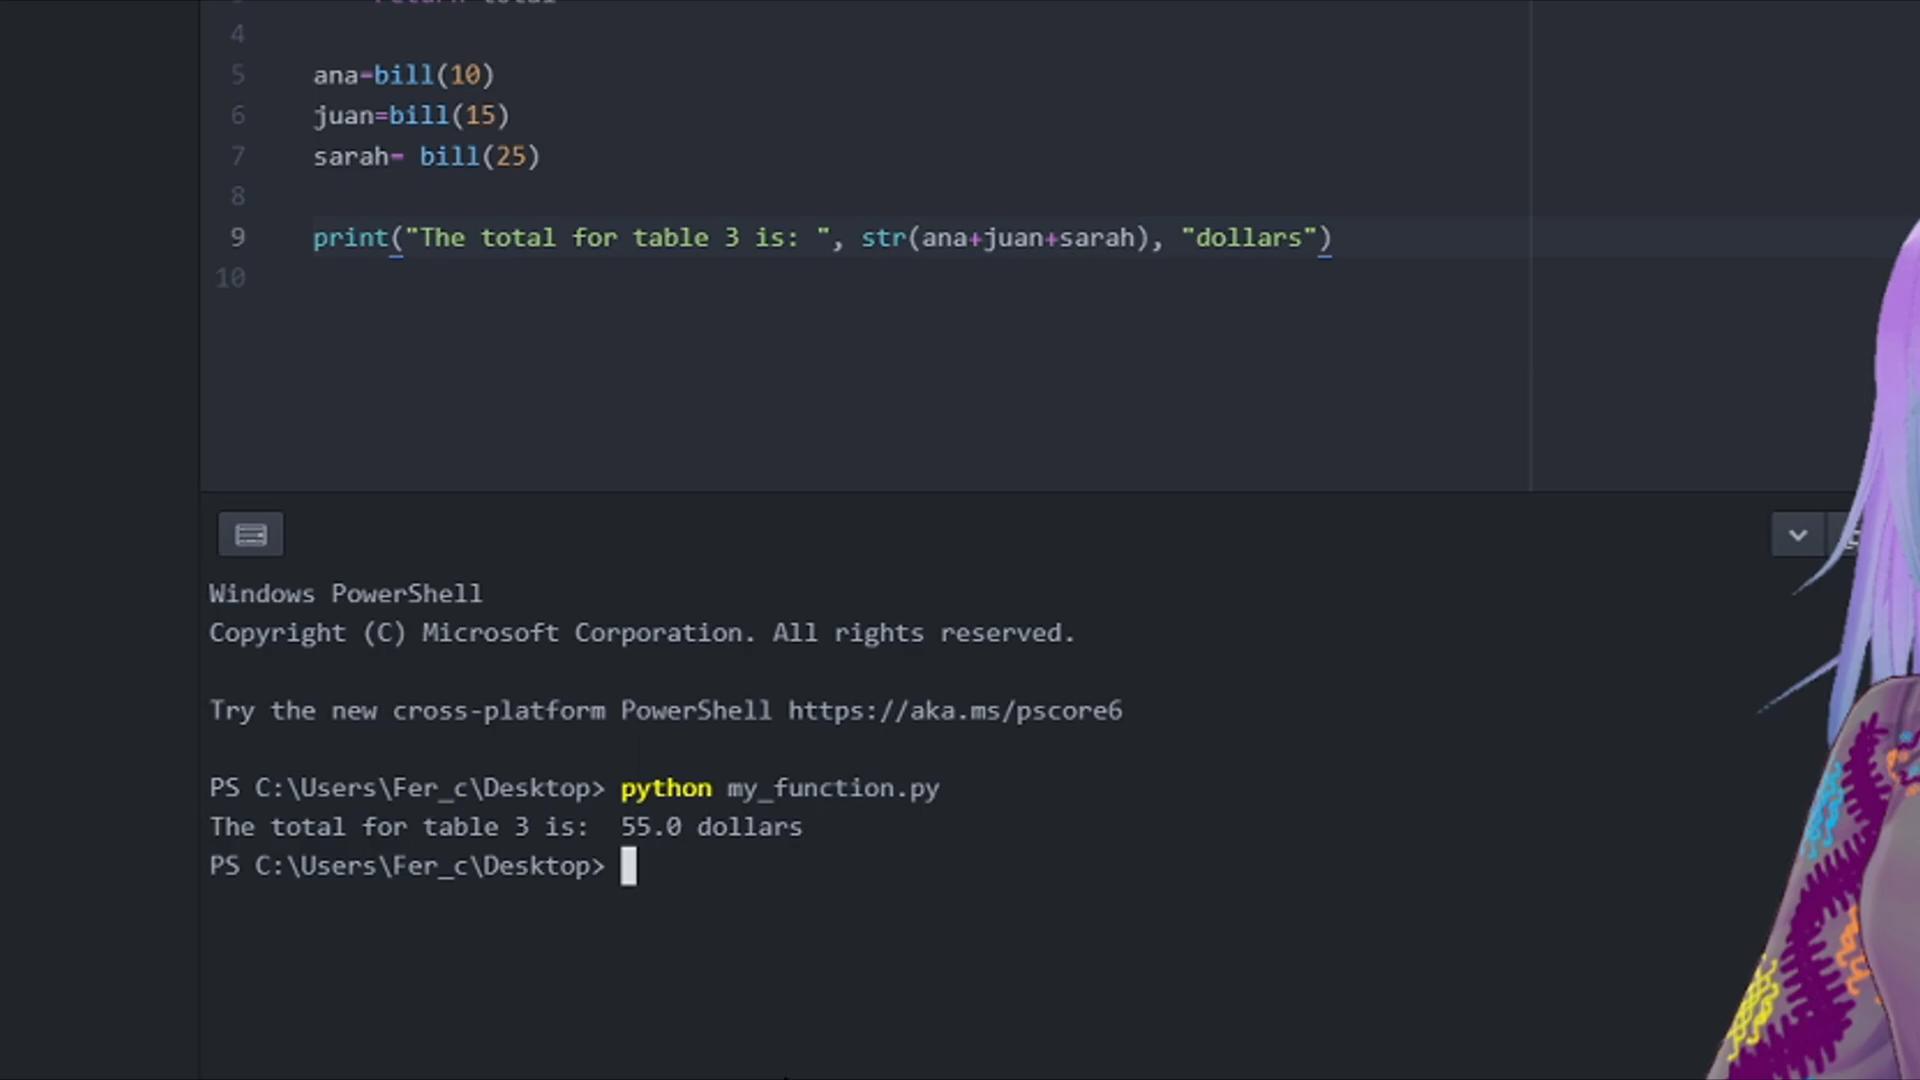 return total
4
5 ana=bill(10)
6 juan=bill(15)
7 sarah= bill(25)
8
9 print("The total for table 3 is: ", str(ana+juan+sarah), "dollars")
10
Windows PowerShell
Copyright (C) Microsoft Corporation. All rights reserved.
Try the new cross-platform PowerShell https://aka.ms/pscore6
PS C:\Users\Fer_c\Desktop> python my_function.py
The total for table 3 is:  55.0 dollars
PS C:\Users\Fer_c\Desktop>